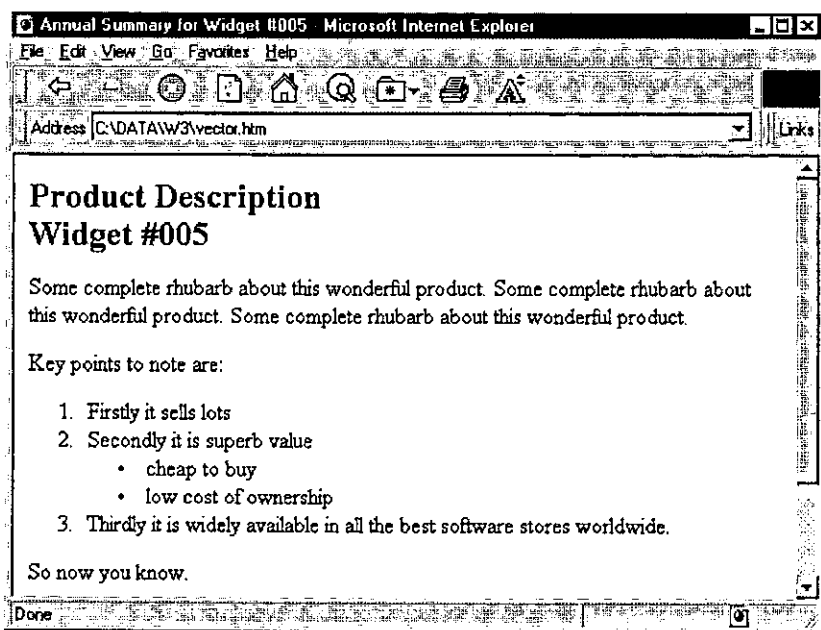 Annual Summary for Widget #005 - Microsoft Internet Explorer
File Edit View Go Favorites Help
Address C:\DATA\W3\vector.htm Links
Product Description
Widget #005
Some complete rhubarb about this wonderful product. Some complete rhubarb about
this wonderful product. Some complete rhubarb about this wonderful product.
Key points to note are:
1. Firstly it sells lots
2. Secondly it is superb value
• cheap to buy
• low cost of ownership
3. Thirdly it is widely available in all the best software stores worldwide.
So now you know.
Done